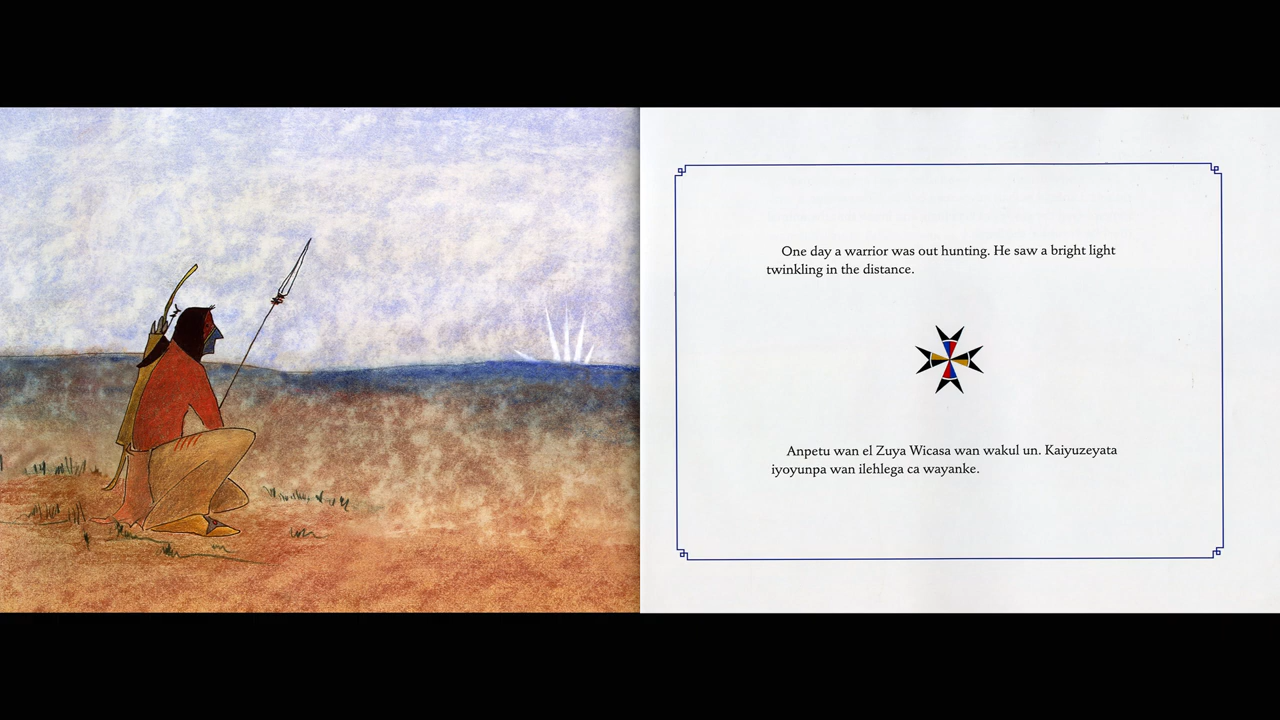 One day a warrior was out hunting. He saw a bright light
twinkling in the distance.
Anpetu wan el Zuya Wicasa wan wakul un. Kaiyuzeyata
iyoyunpa wan ilehlega ca wayanke.